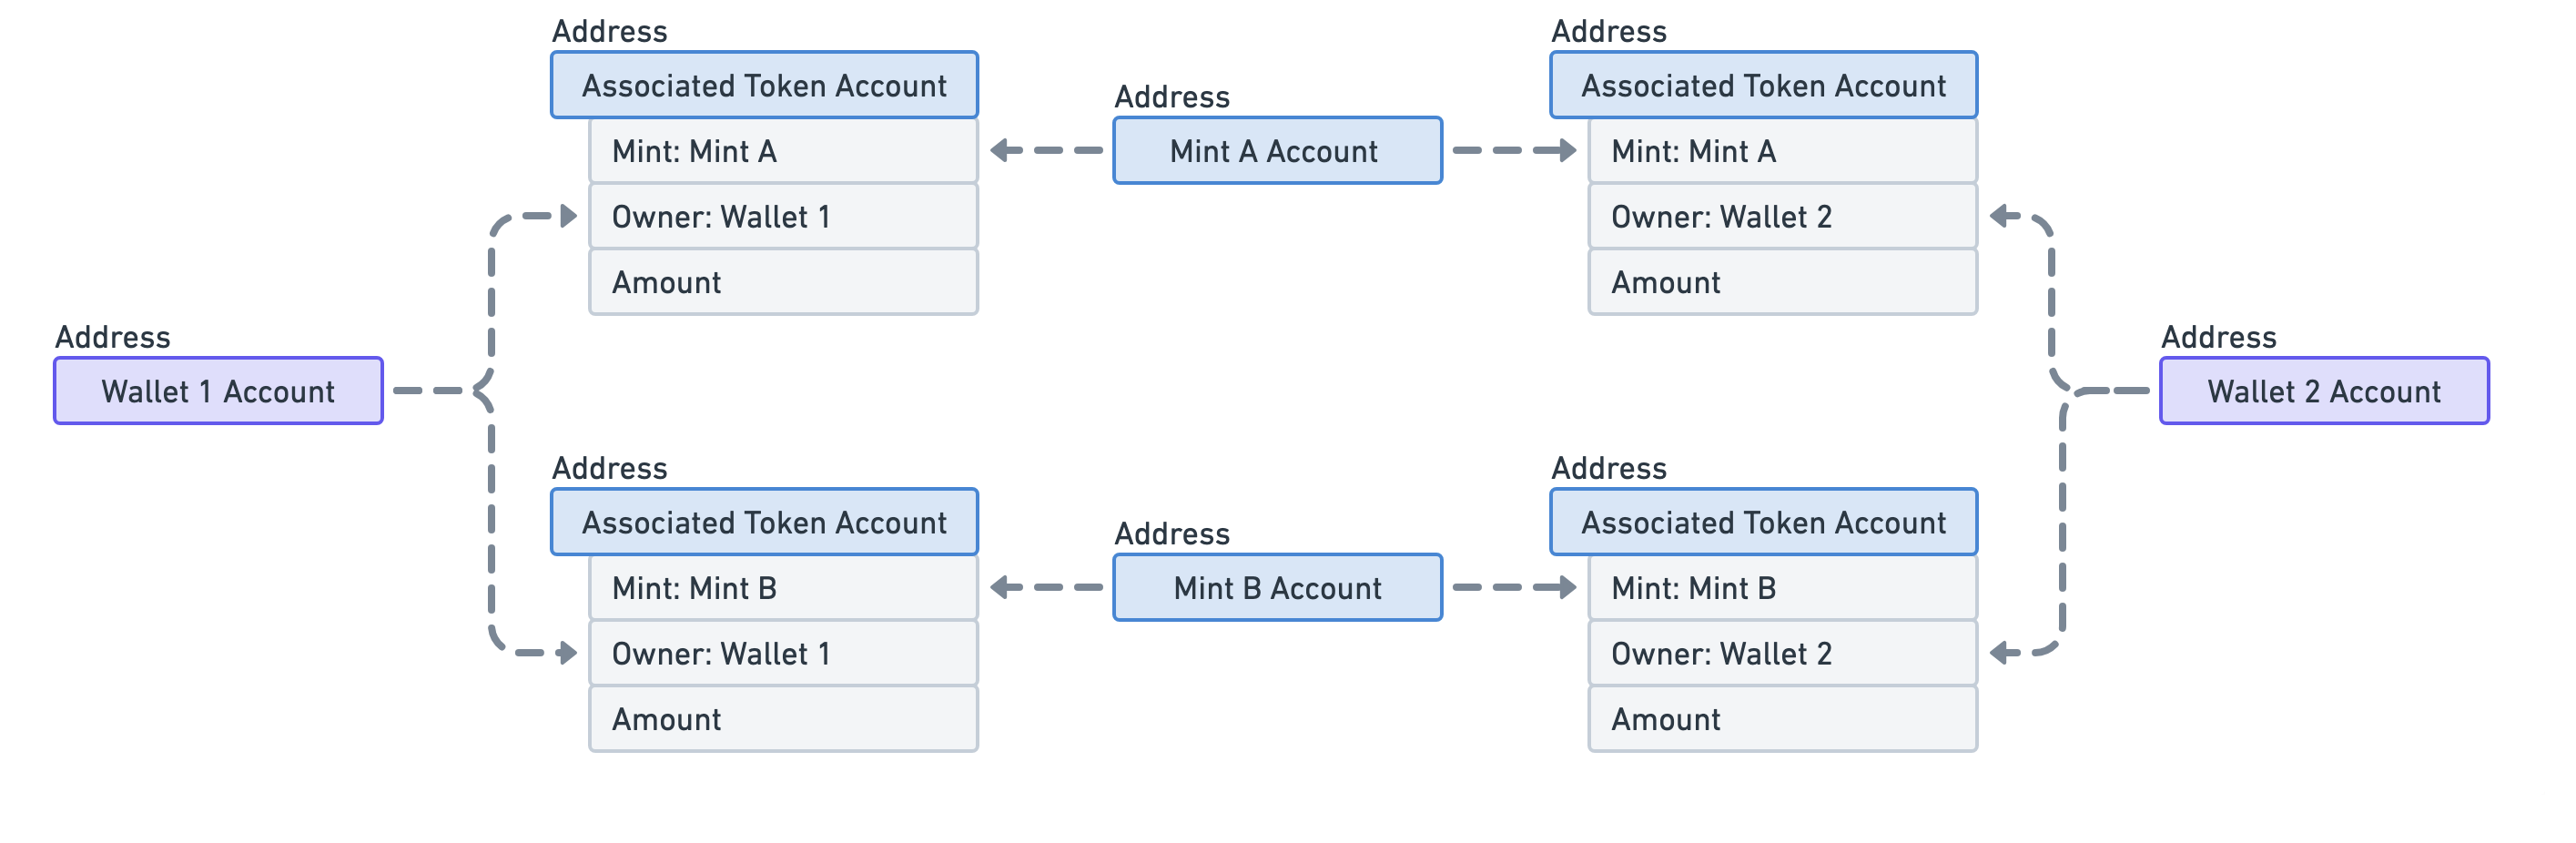 Address
Associated Token Account
Mint: Mint A
Owner: Wallet 1
Amount
Address
Mint A Account
Address
Associated Token Account
Mint: Mint A
Owner: Wallet 2
Amount
Address
Wallet 1 Account
Address
Wallet 2 Account
Address
Associated Token Account
Mint: Mint B
Owner: Wallet 1
Amount
Address
Mint B Account
Address
Associated Token Account
Mint: Mint B
Owner: Wallet 2
Amount